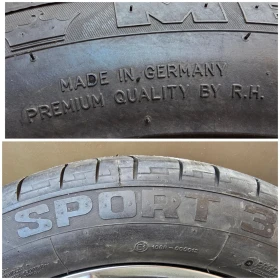 MADE IN GERMANY
PREMIUM QUALITY BY R.H.
SPORT 3